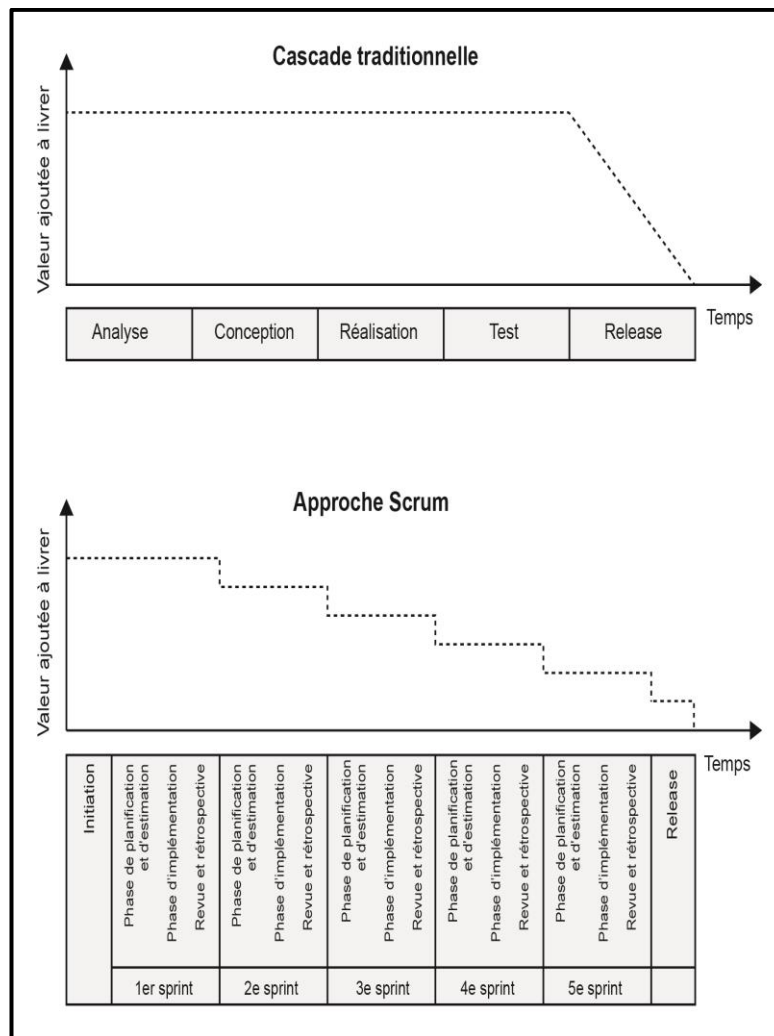 Cascade traditionnelle
Valeur ajoutée à livrer
Temps
Analyse
Conception
Réalisation
Test
Release
Approche Scrum
Valeur ajoutée à livrer
Temps
Initiation
Phase de planification
et d'estimation
Phase d'implémentation
Revue et rétrospective
Phase de planification
et d'estimation
Phase d'implémentation
Revue et rétrospective
Phase de planification
et d'estimation
Phase d'implémentation
Revue et rétrospective
Phase de planification
et d'estimation
Phase d'implémentation
Revue et rétrospective
Phase de planification
et d'estimation
Phase d'implémentation
Revue et rétrospective
Release
1er sprint
2e sprint
3e sprint
4e sprint
5e sprint